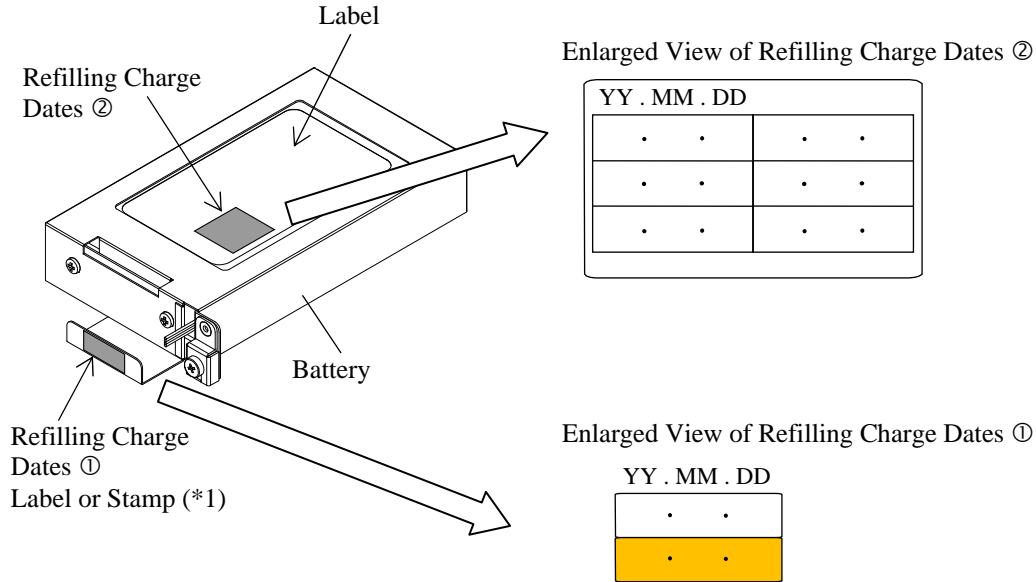 Label
Refilling Charge
Dates ②
Enlarged View of Refilling Charge Dates ②
YY . MM . DD
. . . .
. . . .
. . . .
Battery
Refilling Charge
Dates ①
Label or Stamp (*1)
Enlarged View of Refilling Charge Dates ①
YY . MM . DD
. .
. .